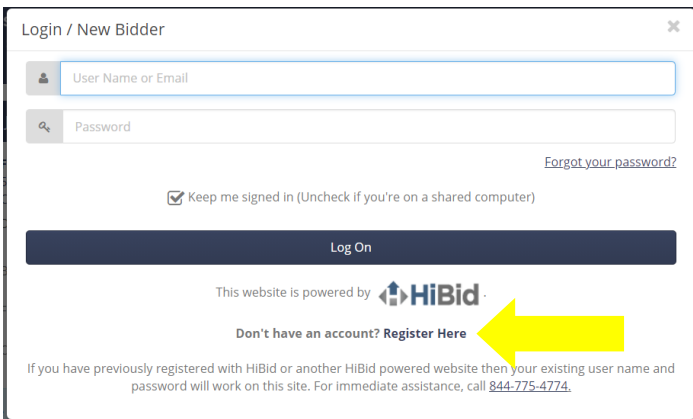 Login / New Bidder
×
User Name or Email
Password
Forgot your password?
Keep me signed in (Uncheck if you're on a shared computer)
Log On
This website is powered by HiBid .
Don't have an account? Register Here
If you have previously registered with HiBid or another HiBid powered website then your existing user name and
password will work on this site. For immediate assistance, call 844-775-4774.